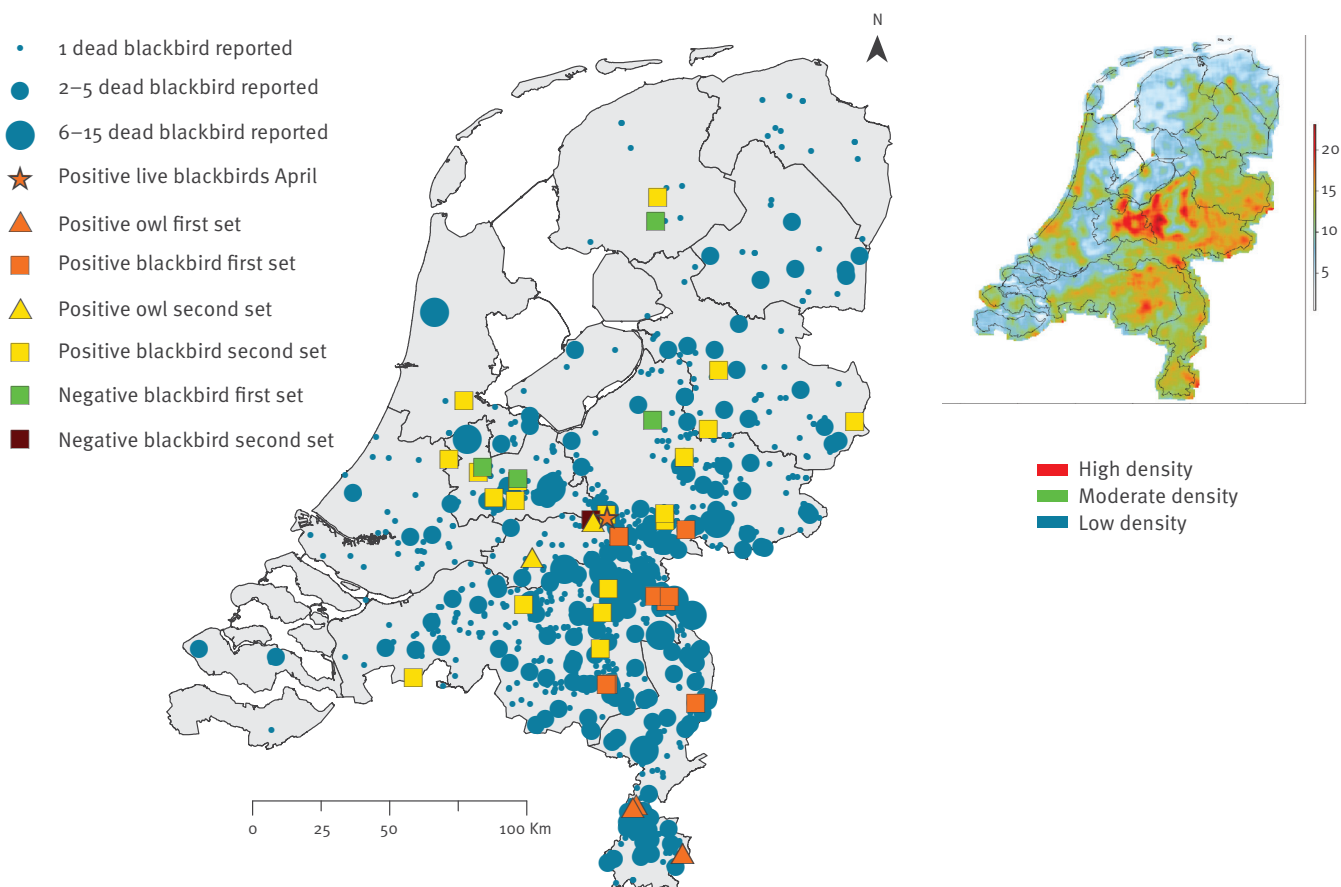 1 dead blackbird reported
2–5 dead blackbird reported
6–15 dead blackbird reported
Positive live blackbirds April
Positive owl first set
Positive blackbird first set
Positive owl second set
Positive blackbird second set
Negative blackbird first set
Negative blackbird second set
N
0 25 50 100 Km
20
15
10
5
High density
Moderate density
Low density